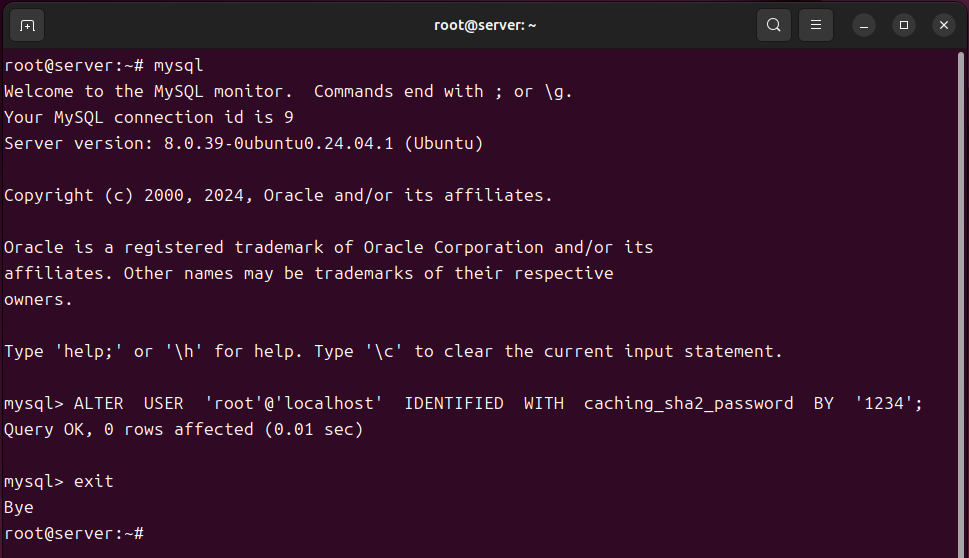 root@server: ~
root@server:~# mysql
Welcome to the MySQL monitor.  Commands end with ; or \g.
Your MySQL connection id is 9
Server version: 8.0.39-0ubuntu0.24.04.1 (Ubuntu)
Copyright (c) 2000, 2024, Oracle and/or its affiliates.
Oracle is a registered trademark of Oracle Corporation and/or its
affiliates. Other names may be trademarks of their respective
owners.
Type 'help;' or '\h' for help. Type '\c' to clear the current input statement.
mysql> ALTER  USER  'root'@'localhost'  IDENTIFIED  WITH  caching_sha2_password  BY  '1234';
Query OK, 0 rows affected (0.01 sec)
mysql> exit
Bye
root@server:~#